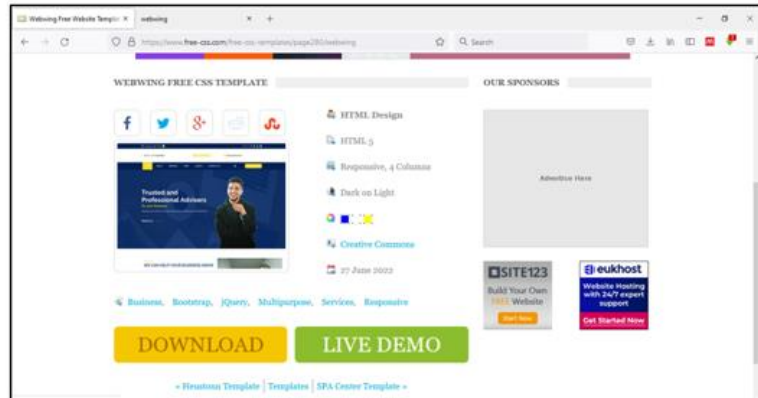 Webwing Free Website Templa
webwing
https://www.free-css.com/free-css-templates/page280/webwing
Search
WEBWING FREE CSS TEMPLATE
OUR SPONSORS
HTML Design
HTML 5
Responsive, 4 Columns
Dark on Light
Creative Commons
27 June 2022
Trusted and
Professional Advisers
Advertise Here
SITE123
Build Your Own
FREE Website
Start Now
eukhost
Website Hosting
with 24/7 expert
support
Get Started Now
Business, Bootstrap, jQuery, Multipurpose, Services, Responsive
DOWNLOAD
LIVE DEMO
Templates
SPA Center Template »